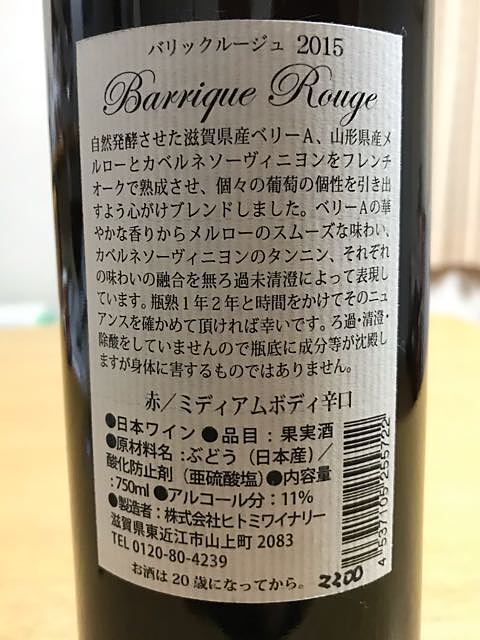 バリックルージュ 2015
Barrique Rouge
自然発酵させた滋賀県産ベリーA、山形県産メ
ルローとカベルネソーヴィニヨンをフレンチ
オークで熟成させ、個々の葡萄の個性を引き出
すよう心がけブレンドしました。ベリーAの華
やかな香りからメルローのスムーズな味わい、
カベルネソーヴィニヨンのタンニン、それぞれ
の味わいの融合を無ろ過未清澄によって表現し
ています。瓶熟1年2年と時間をかけてそのニュ
アンスを確かめて頂ければ幸いです。ろ過・清澄・
除酸をしていませんので瓶底に成分等が沈殿し
ますが身体に害するものではありません。
赤/ミディアムボディ辛口
●日本ワイン ●品目:果実酒
●原材料名:ぶどう(日本産)/
酸化防止剤(亜硫酸塩)●内容量
:750ml ●アルコール分:11%
●製造者:株式会社ヒトミワイナリー
滋賀県東近江市山上町 2083
TEL 0120-80-4239
お酒は20歳になってから。 2200
4 537105 255722